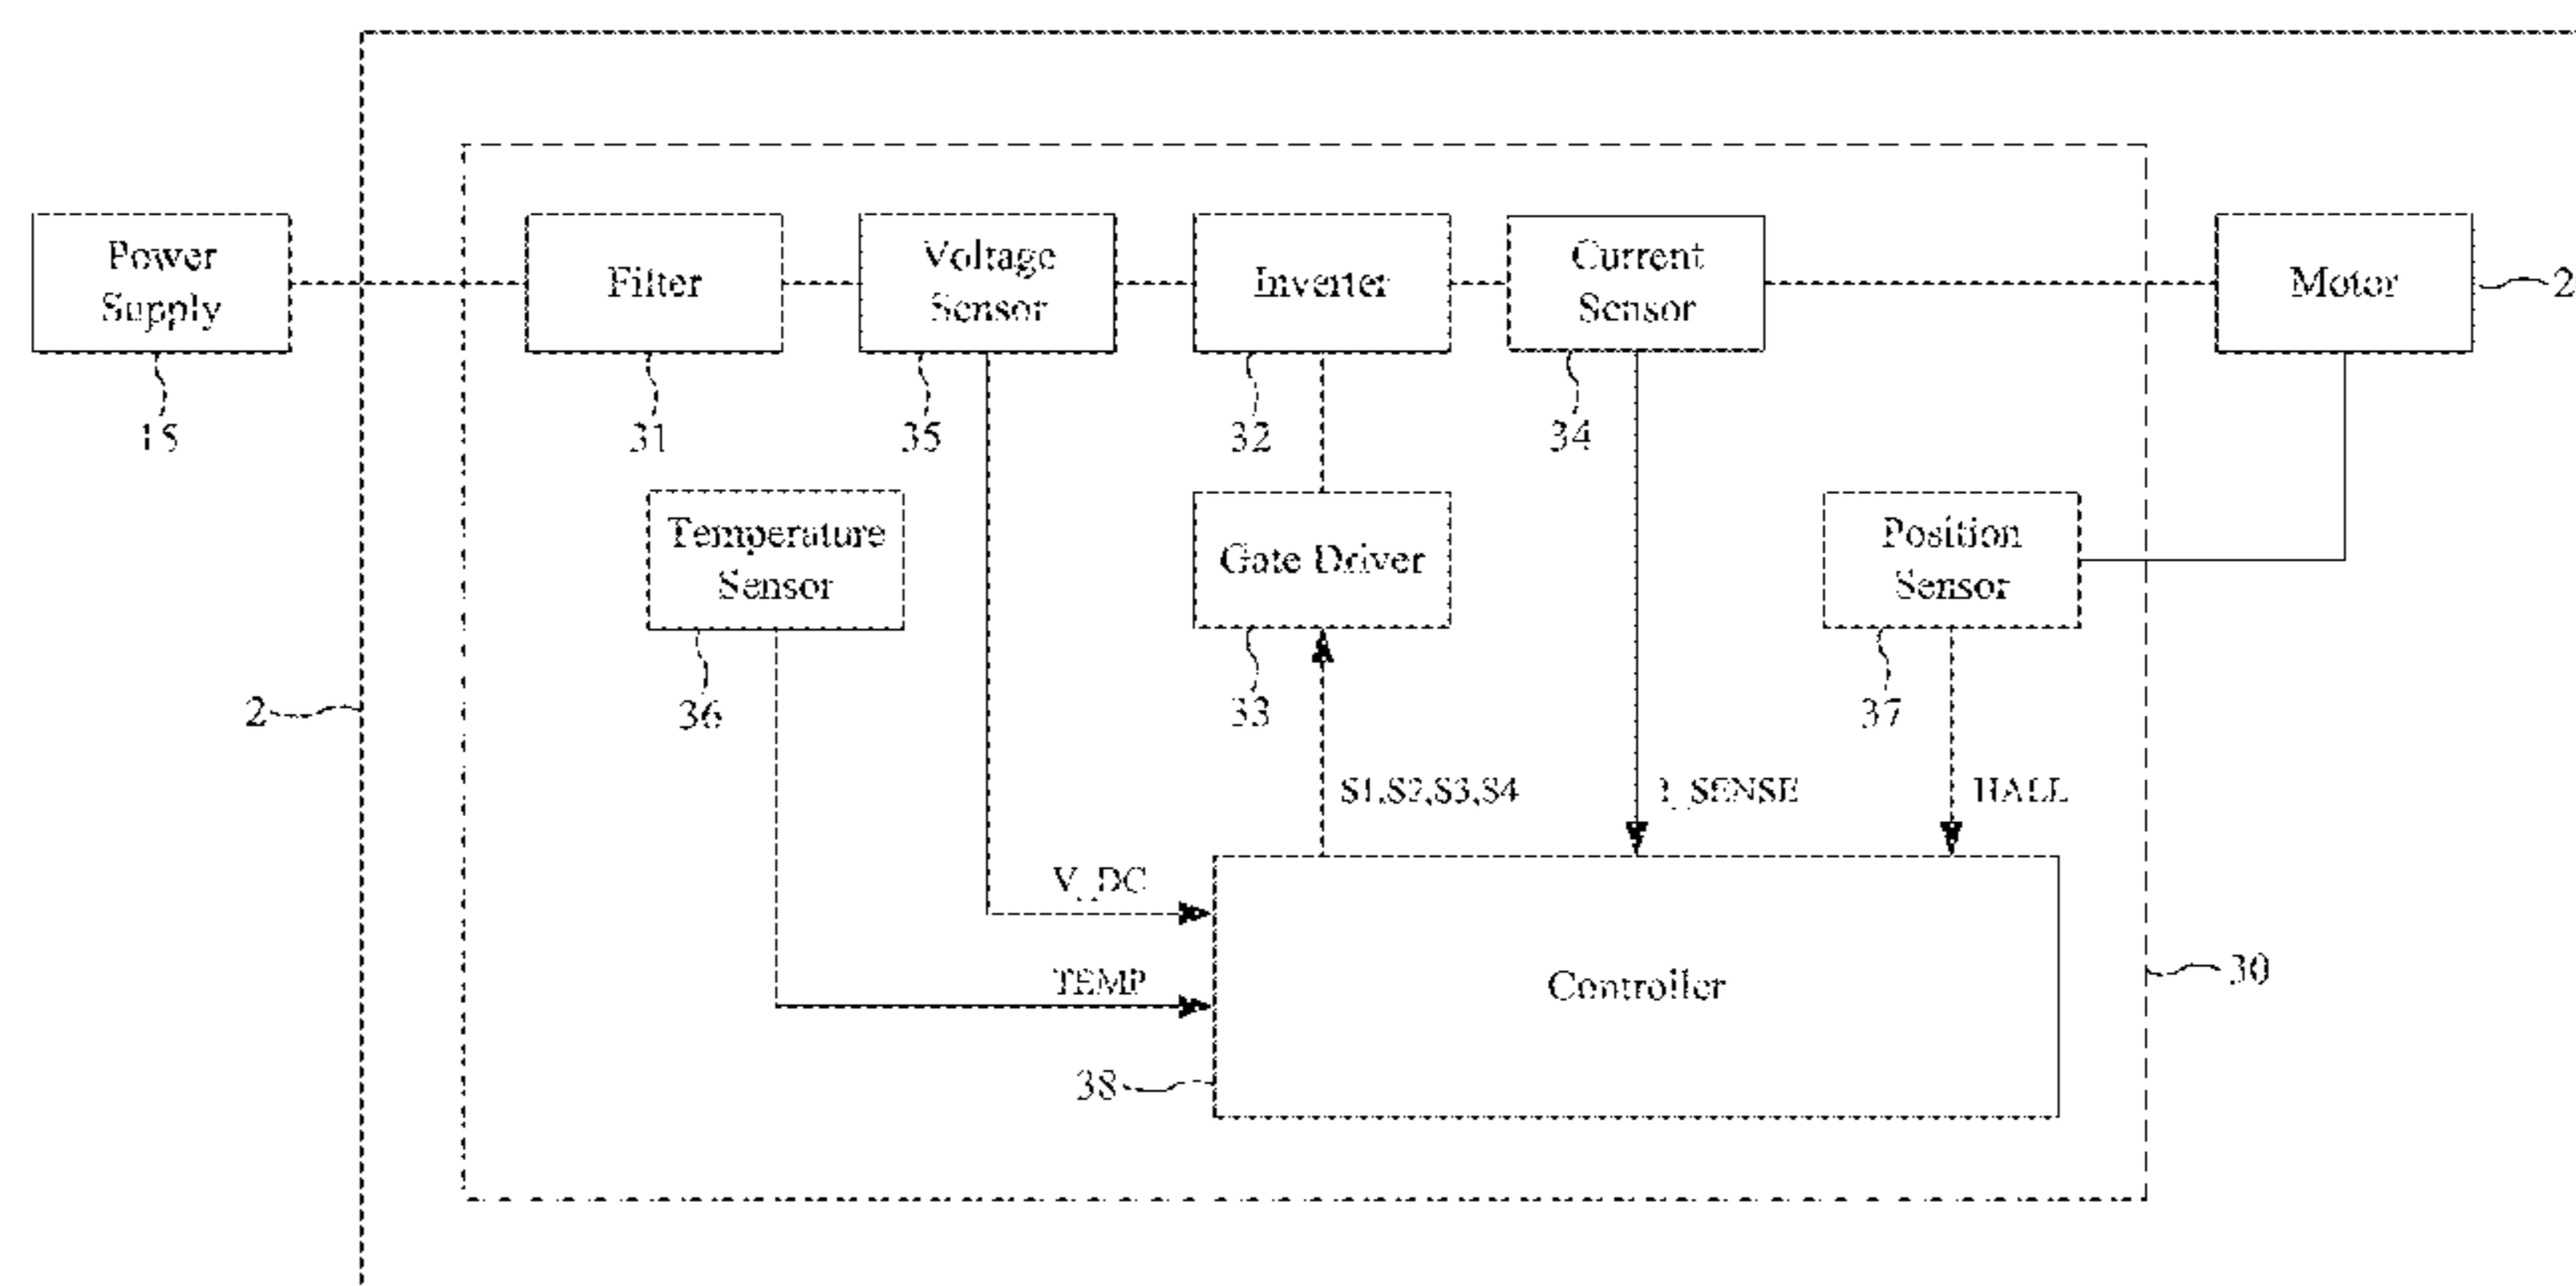 Power
Supply
Filter
Voltage
Sensor
Inverter
Current
Sensor
Motor
2
15
31
35
32
34
Temperature
Sensor
Gate Driver
Position
Sensor
2
36
33
37
S1,S2,S3,S4
I_SENSE
HALL
V_DC
TEMP
Controller
30
38